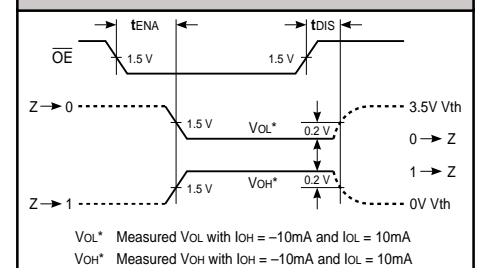 tENA tDIS
OE 1.5 V 1.5 V
Z → 0 1.5 V VOL* 0.2 V 3.5V Vth
0 → Z
1 → Z
Z → 1 1.5 V VOH* 0.2 V 0V Vth
VOL* Measured VOL with IOH = –10mA and IOL = 10mA
VOH* Measured VOH with IOH = –10mA and IOL = 10mA